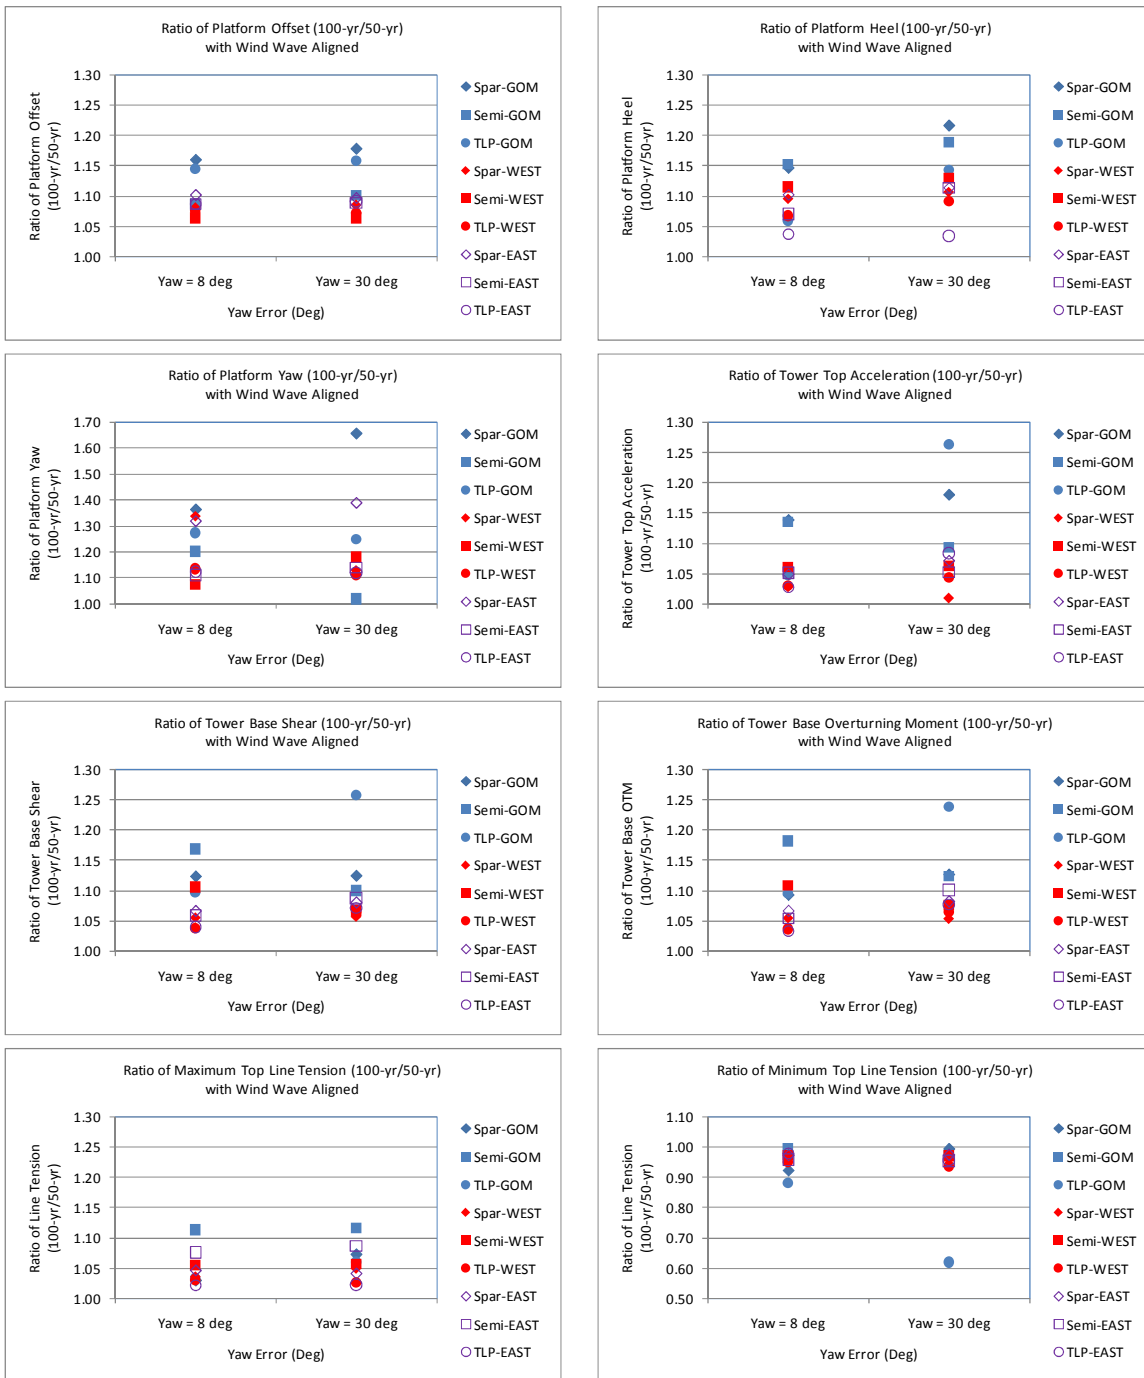 Ratio of Platform Offset (100-yr/50-yr)
with Wind Wave Aligned
Ratio of Platform Offset
(100-yr/50-yr)
1.30
1.25
1.20
1.15
1.10
1.05
1.00
Yaw = 8 deg
Yaw = 30 deg
Yaw Error (Deg)
Spar-GOM
Semi-GOM
TLP-GOM
Spar-WEST
Semi-WEST
TLP-WEST
Spar-EAST
Semi-EAST
TLP-EAST
Ratio of Platform Heel (100-yr/50-yr)
with Wind Wave Aligned
Ratio of Platform Heel
(100-yr/50-yr)
1.30
1.25
1.20
1.15
1.10
1.05
1.00
Yaw = 8 deg
Yaw = 30 deg
Yaw Error (Deg)
Spar-GOM
Semi-GOM
TLP-GOM
Spar-WEST
Semi-WEST
TLP-WEST
Spar-EAST
Semi-EAST
TLP-EAST
Ratio of Platform Yaw (100-yr/50-yr)
with Wind Wave Aligned
Ratio of Platform Yaw
(100-yr/50-yr)
1.70
1.60
1.50
1.40
1.30
1.20
1.10
1.00
Yaw = 8 deg
Yaw = 30 deg
Yaw Error (Deg)
Spar-GOM
Semi-GOM
TLP-GOM
Spar-WEST
Semi-WEST
TLP-WEST
Spar-EAST
Semi-EAST
TLP-EAST
Ratio of Tower Top Acceleration (100-yr/50-yr)
with Wind Wave Aligned
Ratio of Tower Top Acceleration
(100-yr/50-yr)
1.30
1.25
1.20
1.15
1.10
1.05
1.00
Yaw = 8 deg
Yaw = 30 deg
Yaw Error (Deg)
Spar-GOM
Semi-GOM
TLP-GOM
Spar-WEST
Semi-WEST
TLP-WEST
Spar-EAST
Semi-EAST
TLP-EAST
Ratio of Tower Base Shear (100-yr/50-yr)
with Wind Wave Aligned
Ratio of Tower Base Shear
(100-yr/50-yr)
1.30
1.25
1.20
1.15
1.10
1.05
1.00
Yaw = 8 deg
Yaw = 30 deg
Yaw Error (Deg)
Spar-GOM
Semi-GOM
TLP-GOM
Spar-WEST
Semi-WEST
TLP-WEST
Spar-EAST
Semi-EAST
TLP-EAST
Ratio of Tower Base Overturning Moment (100-yr/50-yr)
with Wind Wave Aligned
Ratio of Tower Base OTM
(100-yr/50-yr)
1.30
1.25
1.20
1.15
1.10
1.05
1.00
Yaw = 8 deg
Yaw = 30 deg
Yaw Error (Deg)
Spar-GOM
Semi-GOM
TLP-GOM
Spar-WEST
Semi-WEST
TLP-WEST
Spar-EAST
Semi-EAST
TLP-EAST
Ratio of Maximum Top Line Tension (100-yr/50-yr)
with Wind Wave Aligned
Ratio of Line Tension
(100-yr/50-yr)
1.30
1.25
1.20
1.15
1.10
1.05
1.00
Yaw = 8 deg
Yaw = 30 deg
Yaw Error (Deg)
Spar-GOM
Semi-GOM
TLP-GOM
Spar-WEST
Semi-WEST
TLP-WEST
Spar-EAST
Semi-EAST
TLP-EAST
Ratio of Minimum Top Line Tension (100-yr/50-yr)
with Wind Wave Aligned
Ratio of Line Tension
(100-yr/50-yr)
1.10
1.00
0.90
0.80
0.70
0.60
0.50
Yaw = 8 deg
Yaw = 30 deg
Yaw Error (Deg)
Spar-GOM
Semi-GOM
TLP-GOM
Spar-WEST
Semi-WEST
TLP-WEST
Spar-EAST
Semi-EAST
TLP-EAST